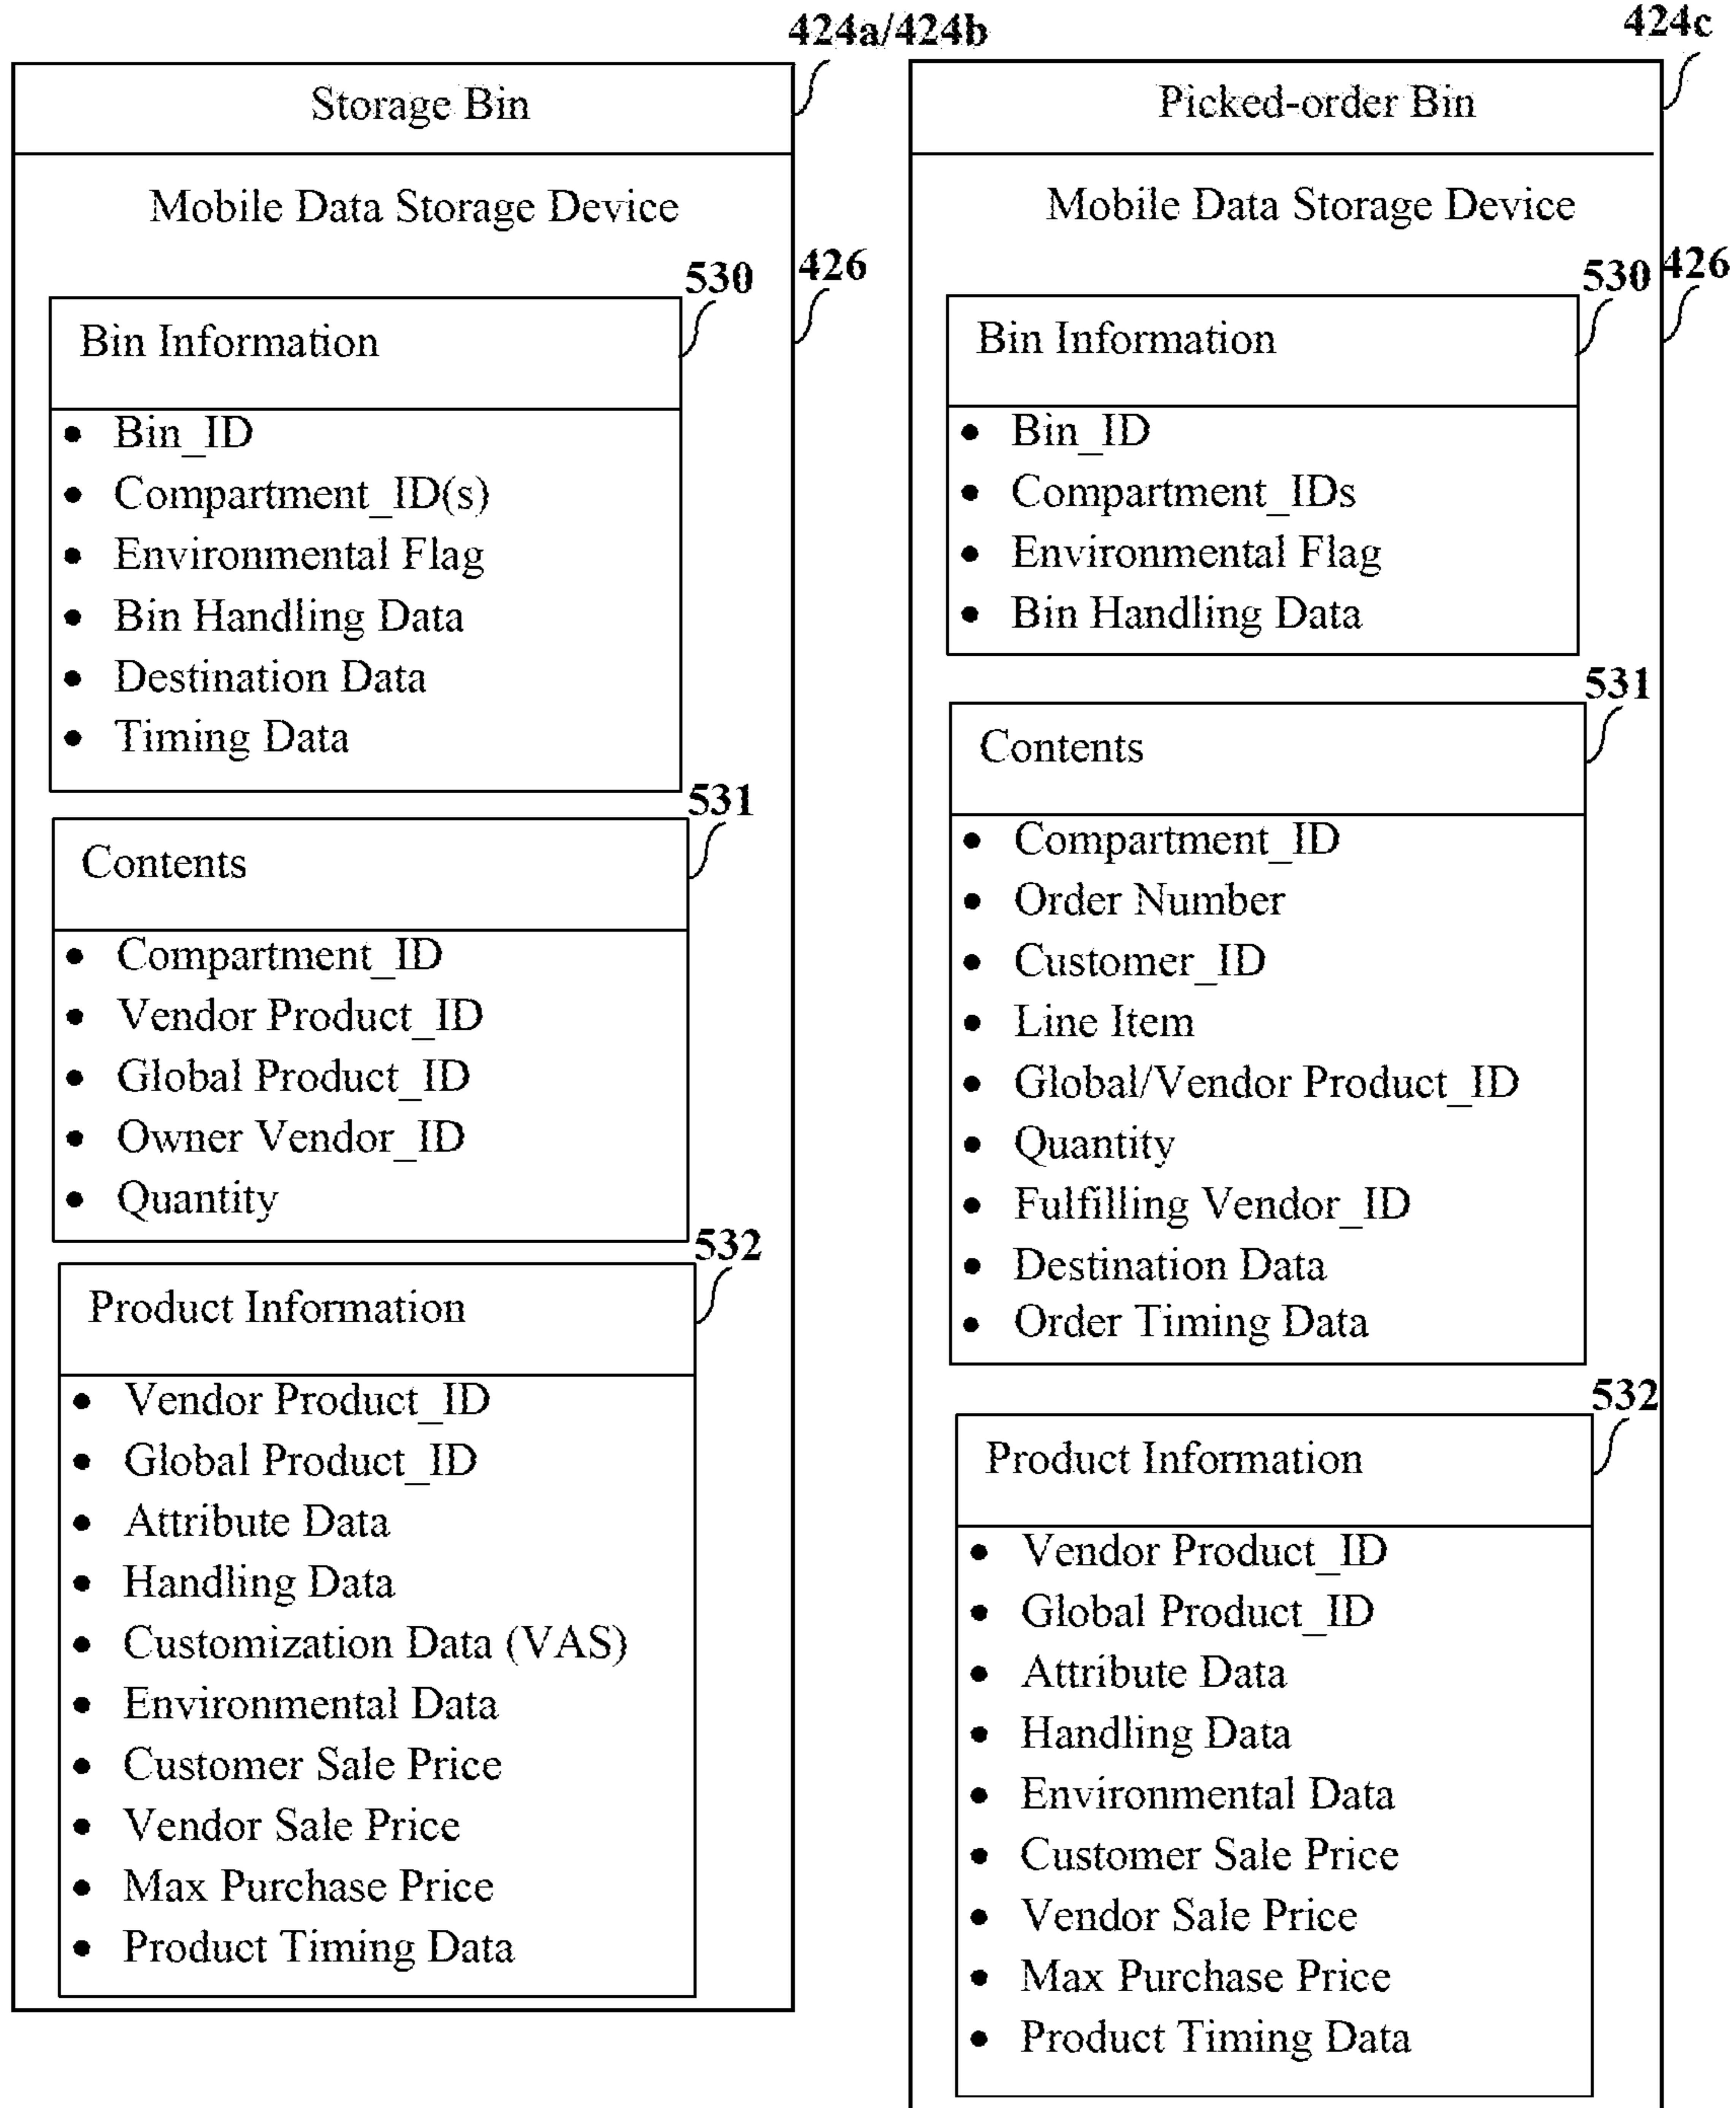 424a/424b
Storage Bin
Mobile Data Storage Device
426
530
Bin Information
• Bin_ID
• Compartment_ID(s)
• Environmental Flag
• Bin Handling Data
• Destination Data
• Timing Data
531
Contents
• Compartment_ID
• Vendor Product_ID
• Global Product_ID
• Owner Vendor_ID
• Quantity
532
Product Information
• Vendor Product_ID
• Global Product_ID
• Attribute Data
• Handling Data
• Customization Data (VAS)
• Environmental Data
• Customer Sale Price
• Vendor Sale Price
• Max Purchase Price
• Product Timing Data
424c
Picked-order Bin
Mobile Data Storage Device
426
530
Bin Information
• Bin_ID
• Compartment_IDs
• Environmental Flag
• Bin Handling Data
531
Contents
• Compartment_ID
• Order Number
• Customer_ID
• Line Item
• Global/Vendor Product_ID
• Quantity
• Fulfilling Vendor_ID
• Destination Data
• Order Timing Data
532
Product Information
• Vendor Product_ID
• Global Product_ID
• Attribute Data
• Handling Data
• Environmental Data
• Customer Sale Price
• Vendor Sale Price
• Max Purchase Price
• Product Timing Data